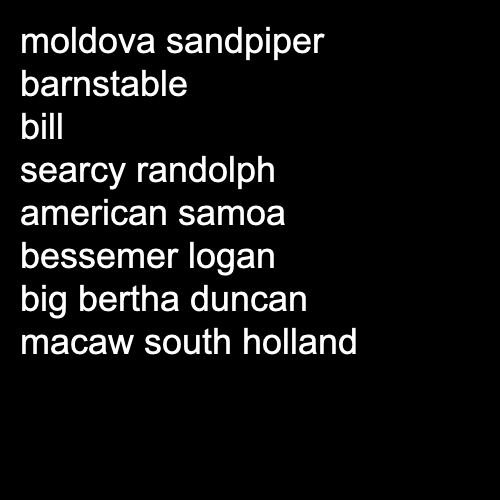 moldova sandpiper
barnstable
bill
searcy randolph
american samoa
bessemer logan
big bertha duncan
macaw south holland